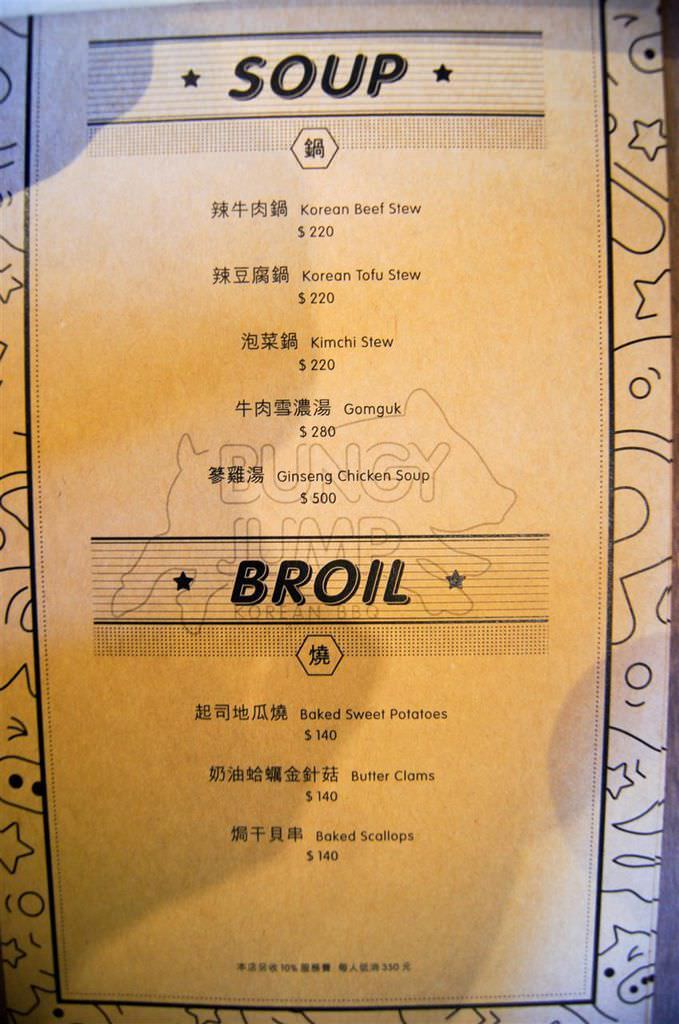 ★ SOUP ★
鍋
辣牛肉鍋 Korean Beef Stew
$ 220
辣豆腐鍋 Korean Tofu Stew
$ 220
泡菜鍋 Kimchi Stew
$ 220
牛肉雪濃湯 Gomguk
$ 280
蔘雞湯 Ginseng Chicken Soup
$ 500
BUNGY
JUMP
KOREAN BBQ
★ BROIL ★
燒
起司地瓜燒 Baked Sweet Potatoes
$ 140
奶油蛤蠣金針菇 Butter Clams
$ 140
焗干貝串 Baked Scallops
$ 140
本店另收 10% 服務費 每人低消 350 元